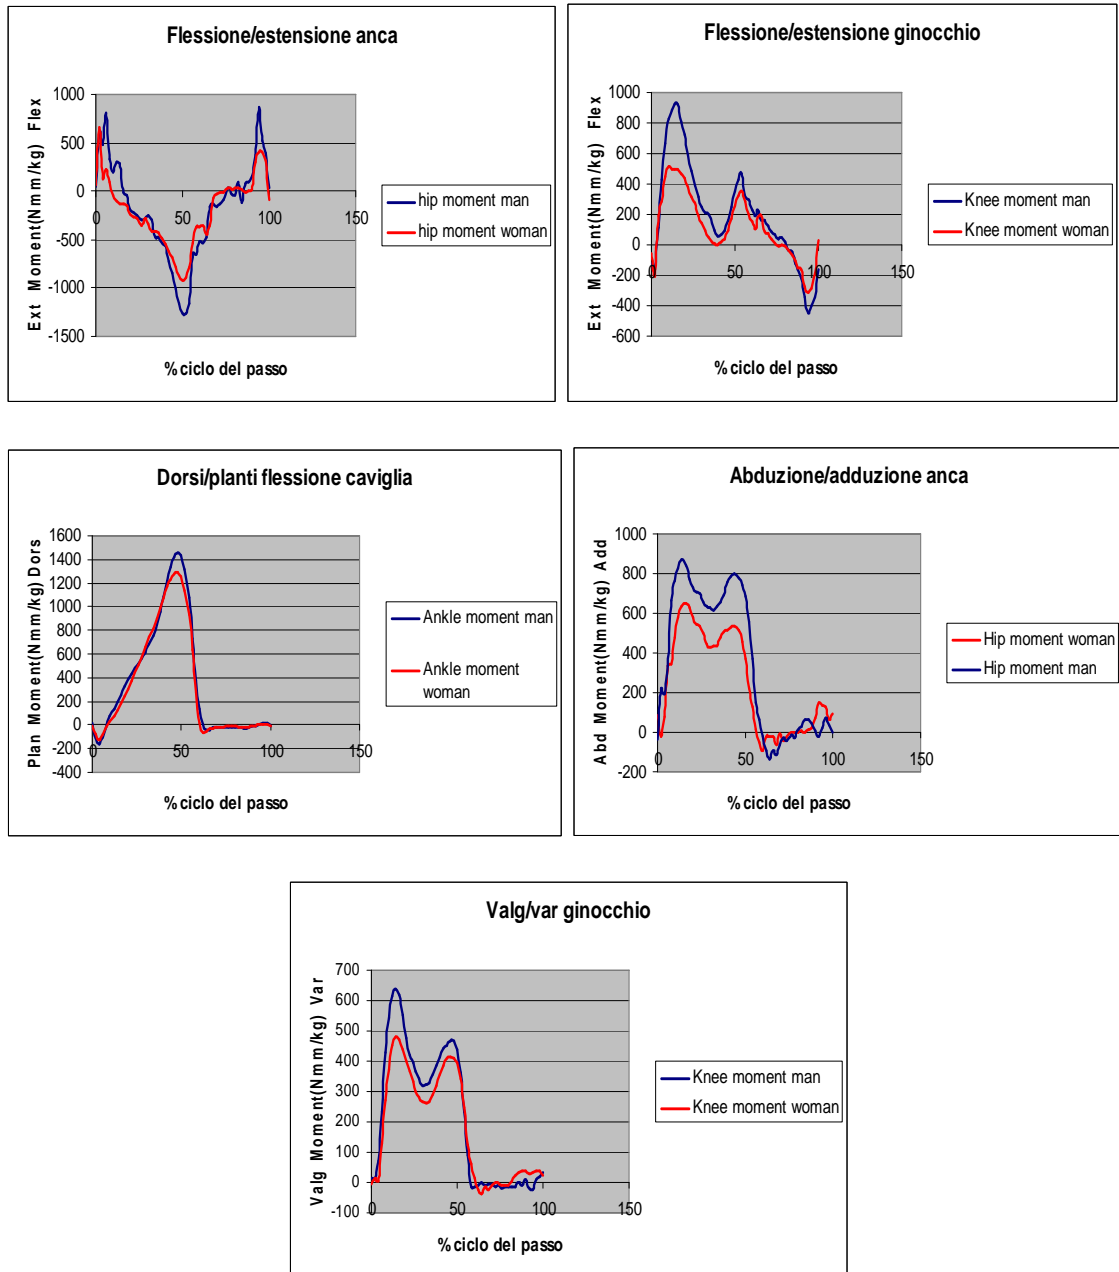 Flessione/estensione anca
Ext Moment(Nmm/kg) Flex
1000
500
0
-500
-1000
-1500
0 50 100 150
% ciclo del passo
hip moment man
hip moment woman
Flessione/estensione ginocchio
Ext Moment(Nmm/kg) Flex
1000
800
600
400
200
0
-200
-400
-600
0 50 100 150
% ciclo del passo
Knee moment man
Knee moment woman
Dorsi/planti flessione caviglia
Plan Moment(Nmm/kg) Dors
1600
1400
1200
1000
800
600
400
200
0
-200
-400
0 50 100 150
% ciclo del passo
Ankle moment man
Ankle moment
woman
Abduzione/adduzione anca
Abd Moment(Nmm/kg) Add
1000
800
600
400
200
0
-200
0 50 100 150
% ciclo del passo
Hip moment woman
Hip moment man
Valg/var ginocchio
Valg Moment(Nmm/kg) Var
700
600
500
400
300
200
100
0
-100
0 50 100 150
% ciclo del passo
Knee moment man
Knee moment woman